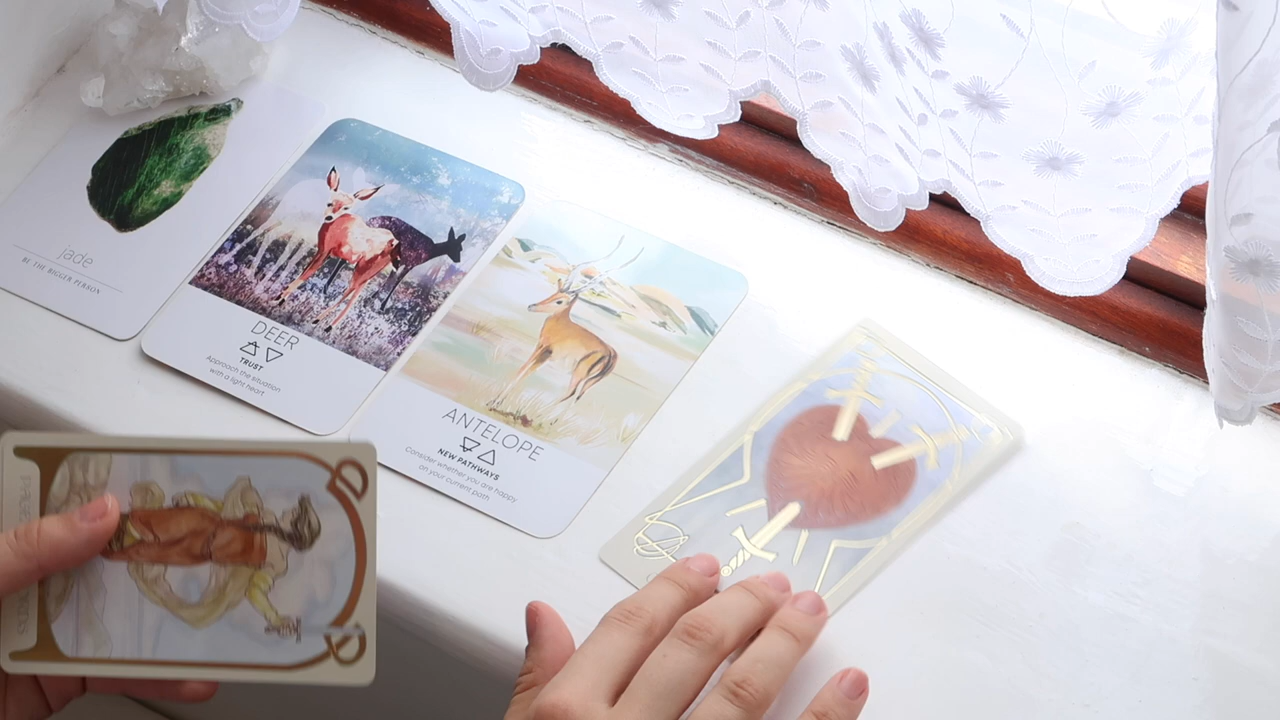 jade
BE THE BIGGER PERSON
DEER
TRUST
Approach the situation
with a light heart
ANTELOPE
NEW PATHWAYS
Consider whether you are happy
on your current path